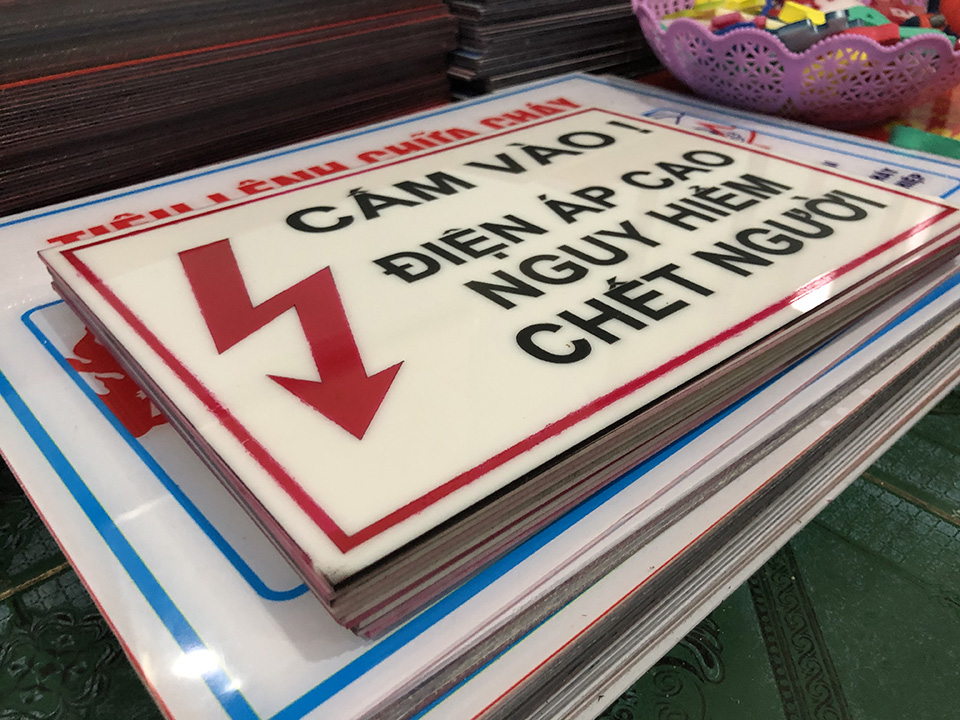 TIÊU LỆNH CHỮA CHÁY
CẤM VÀO !
ĐIỆN ÁP CAO
NGUY HIỂM
CHẾT NGƯỜI